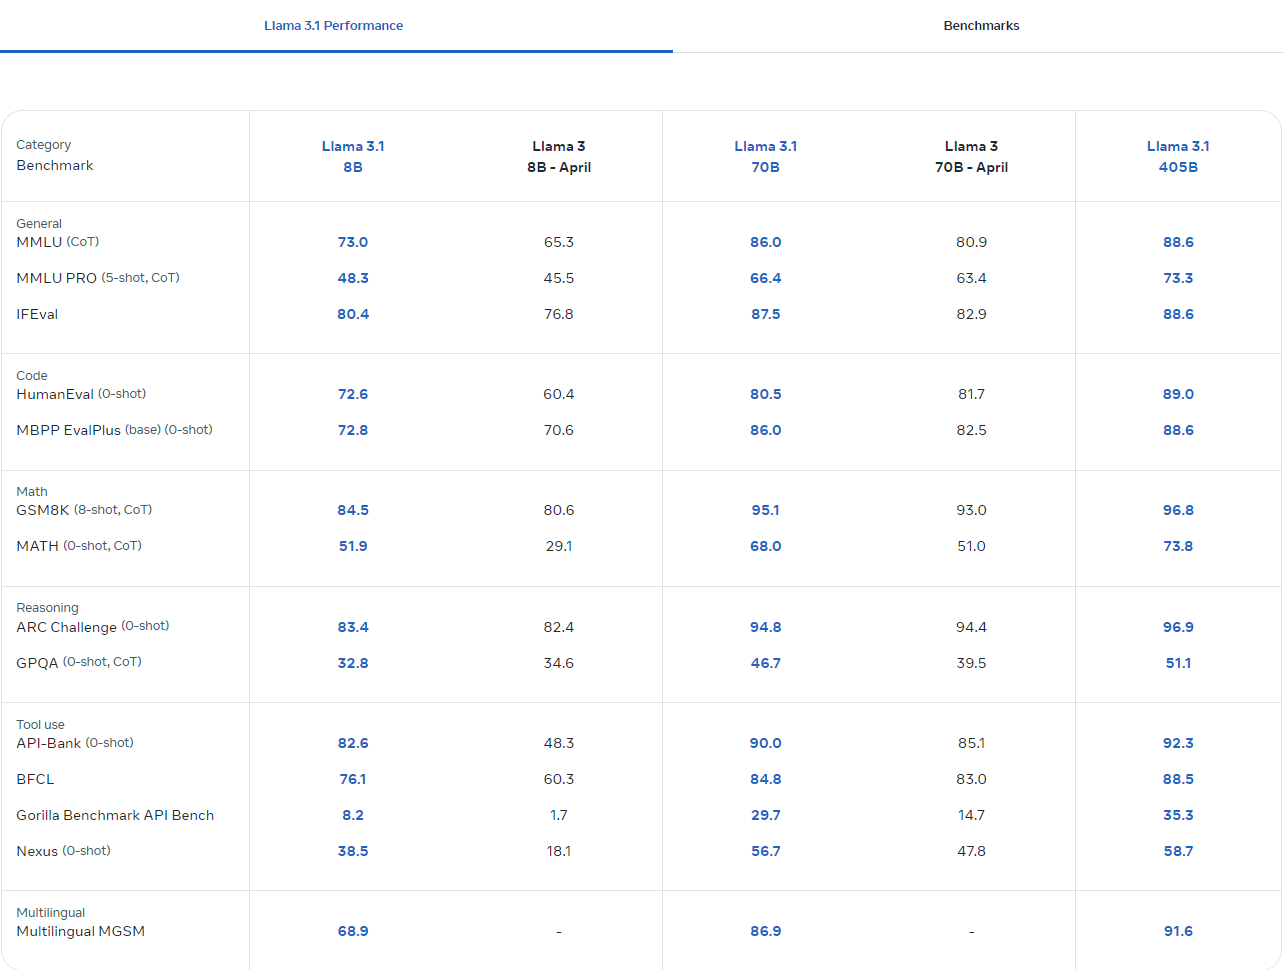 Llama 3.1 Performance Benchmarks
Category
Benchmark
Llama 3.1
8B
Llama 3
8B - April
Llama 3.1
70B
Llama 3
70B - April
Llama 3.1
405B
General
MMLU (CoT) 73.0 65.3 86.0 80.9 88.6
MMLU PRO (5-shot, CoT) 48.3 45.5 66.4 63.4 73.3
IFEval 80.4 76.8 87.5 82.9 88.6
Code
HumanEval (0-shot) 72.6 60.4 80.5 81.7 89.0
MBPP EvalPlus (base) (0-shot) 72.8 70.6 86.0 82.5 88.6
Math
GSM8K (8-shot, CoT) 84.5 80.6 95.1 93.0 96.8
MATH (0-shot, CoT) 51.9 29.1 68.0 51.0 73.8
Reasoning
ARC Challenge (0-shot) 83.4 82.4 94.8 94.4 96.9
GPQA (0-shot, CoT) 32.8 34.6 46.7 39.5 51.1
Tool use
API-Bank (0-shot) 82.6 48.3 90.0 85.1 92.3
BFCL 76.1 60.3 84.8 83.0 88.5
Gorilla Benchmark API Bench 8.2 1.7 29.7 14.7 35.3
Nexus (0-shot) 38.5 18.1 56.7 47.8 58.7
Multilingual
Multilingual MGSM 68.9 - 86.9 - 91.6